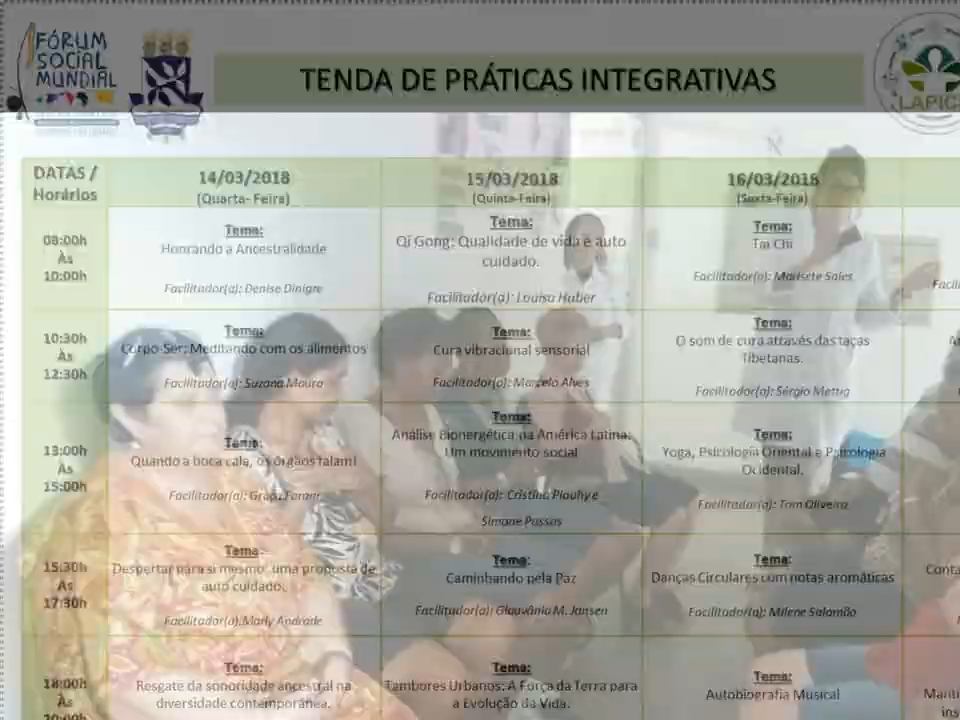 FÓRUM
SOCIAL
MUNDIAL
TENDA DE PRÁTICAS INTEGRATIVAS
DATAS /
Horários
14/03/2018
(Quarta- Feira)
15/03/2018
(Quinta-Feira)
16/03/2018
(Sexta-Feira)
08:00h
Às
10:00h
Tema:
Honrando a Ancestralidade
Facilitador(a): Denise Dinigre
Tema:
Qi Gong: Qualidade de vida e auto
cuidado.
Facilitador(a): Louisa Huber
Tema:
Tai Chi
Facilitador(a): Marisete Sales
10:30h
Às
12:30h
Tema:
Corpo-Ser: Meditando com os alimentos
Facilitador(a): Suzana Moura
Tema:
Cura vibracional sensorial
Facilitador(a): Marcelo Alves
Tema:
O som de cura através das taças
Tibetanas.
Facilitador(a): Sérgio Mettig
13:00h
Às
15:00h
Tema:
Quando a boca cala, os órgãos falam!
Facilitador(a):
Tema:
Análise Bionergética na América Latina:
Um movimento social
Facilitador(a): Cristina Piauhy e
Simone Passos
Tema:
Yoga, Psicologia Oriental e Psicologia
Ocidental.
Facilitador(a): Tom Oliveira
15:30h
Às
17:30h
Tema:
Despertar para si mesmo, uma proposta de
auto cuidado.
Facilitador(a). Marly Andrade
Tema:
Caminhando pela Paz
Facilitador(a): Glauvânia M. Jansen
Tema:
Danças Circulares com notas aromáticas
Facilitador(a): Milene Salomão
18:00h
Às
20:00h
Tema:
Resgate da sonoridade ancestral na
diversidade contemporânea.
Tema:
Tambores Urbanos: A Força da Terra para
a Evolução da Vida.
Tema:
Autobiografia Musical